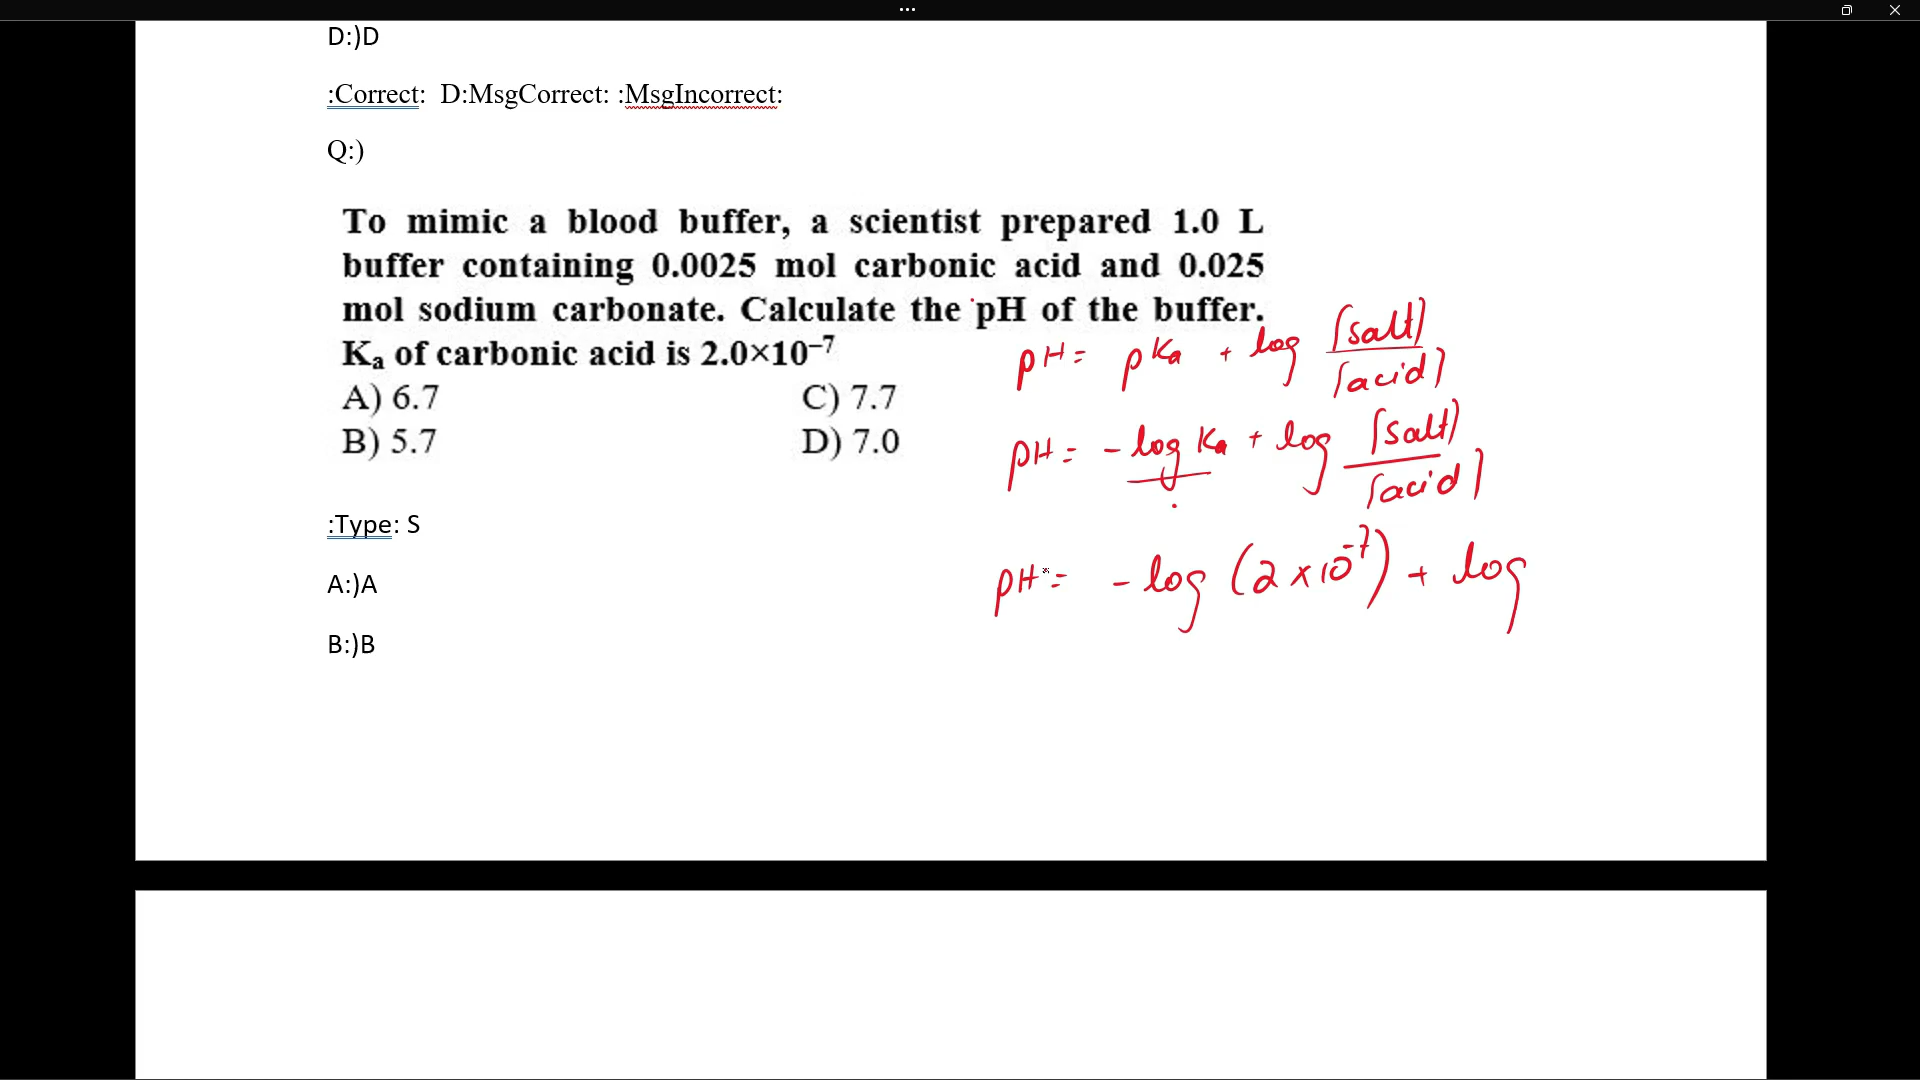 D:)D
:Correct: D:MsgCorrect: :MsgIncorrect:
Q:)
To mimic a blood buffer, a scientist prepared 1.0 L
buffer containing 0.0025 mol carbonic acid and 0.025
mol sodium carbonate. Calculate the pH of the buffer.
Kₐ of carbonic acid is 2.0×10⁻⁷
A) 6.7 C) 7.7
B) 5.7 D) 7.0
pH = pKa + log [salt]
[acid]
pH = - log Ka + log [salt]
[acid]
pH = - log (2 × 10⁻⁷) + log
:Type: S
A:)A
B:)B